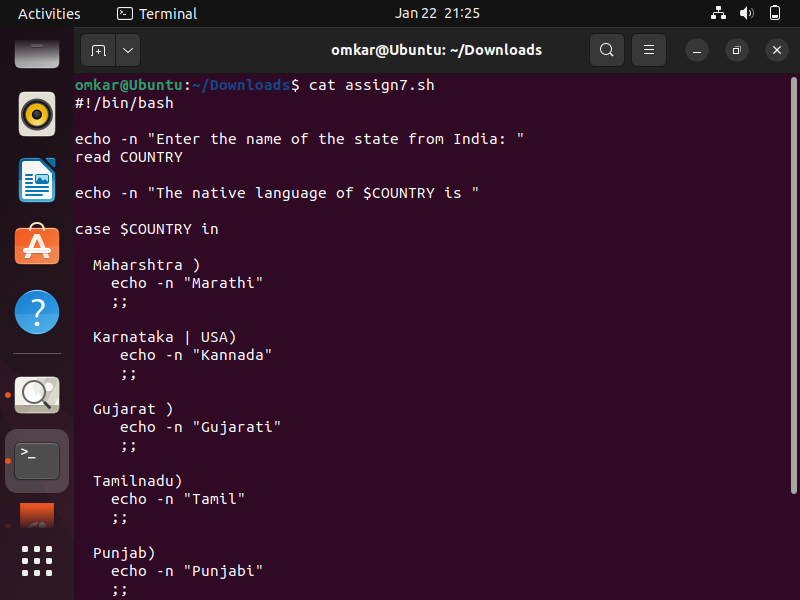 Activities Terminal Jan 22 21:25
omkar@Ubuntu: ~/Downloads
omkar@Ubuntu:~/Downloads$ cat assign7.sh
#!/bin/bash
echo -n "Enter the name of the state from India: "
read COUNTRY
echo -n "The native language of $COUNTRY is "
case $COUNTRY in
Maharshtra )
echo -n "Marathi"
;;
Karnataka | USA)
echo -n "Kannada"
;;
Gujarat )
echo -n "Gujarati"
;;
Tamilnadu)
echo -n "Tamil"
;;
Punjab)
echo -n "Punjabi"
;;